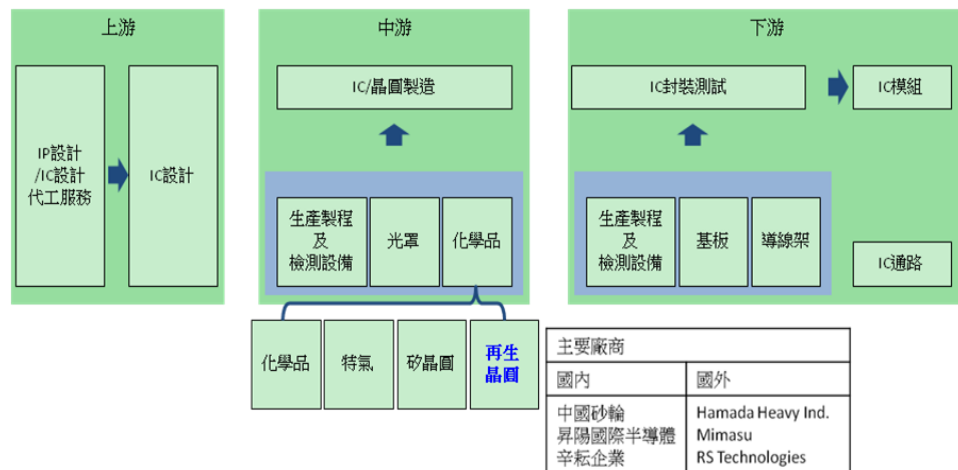 上游
IP設計
/IC設計
代工服務
IC設計
中游
IC/晶圓製造
生產製程
及
檢測設備
光罩
化學品
化學品
特氣
矽晶圓
再生
晶圓
下游
IC封裝測試
IC模組
生產製程
及
檢測設備
基板
導線架
IC通路
主要廠商
國內
國外
中國砂輪
Hamada Heavy Ind.
昇陽國際半導體
Mimasu
辛耘企業
RS Technologies